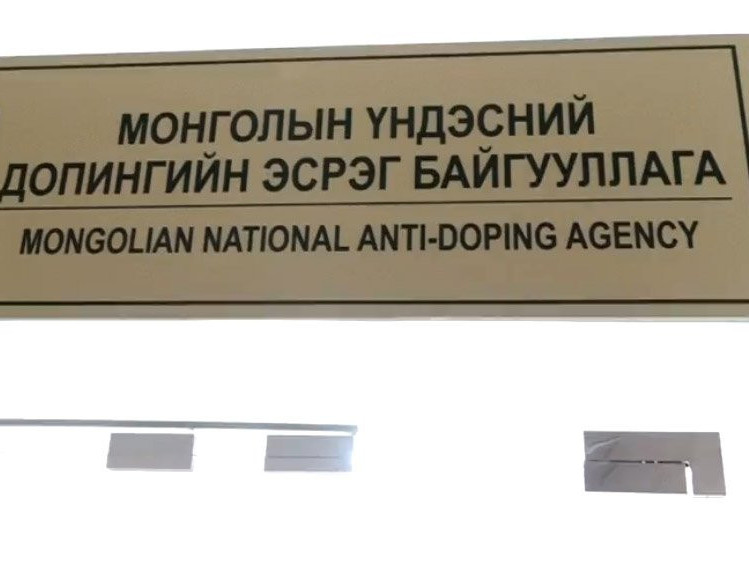 МОНГОЛЫН ҮНДЭСНИЙ
ДОПИНГИЙН ЭСРЭГ БАЙГУУЛЛАГА
MONGOLIAN NATIONAL ANTI-DOPING AGENCY